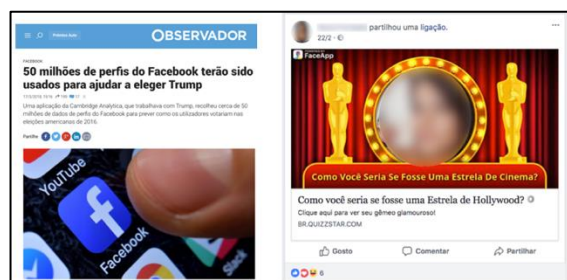 Próximo Auto
OBSERVADOR
FACEBOOK
50 milhões de perfis do Facebook terão sido
usados para ajudar a eleger Trump
Uma aplicação da Cambridge Analytica, que trabalhava com Trump, recolheu cerca de 50
milhões de dados de perfis do Facebook para prever como os utilizadores votariam nas
eleições americanas de 2016.
Partilhe
YouTube
Facebook
Slack
partilhou uma ligação.
22/2
FaceApp
Como Você Seria Se Fosse Uma Estrela De Cinema?
Como você seria se fosse uma Estrela de Hollywood?
Clique aqui para ver seu gêmeo glamouroso!
BR.QUIZZSTAR.COM
Gosto Comentar Partilhar
6